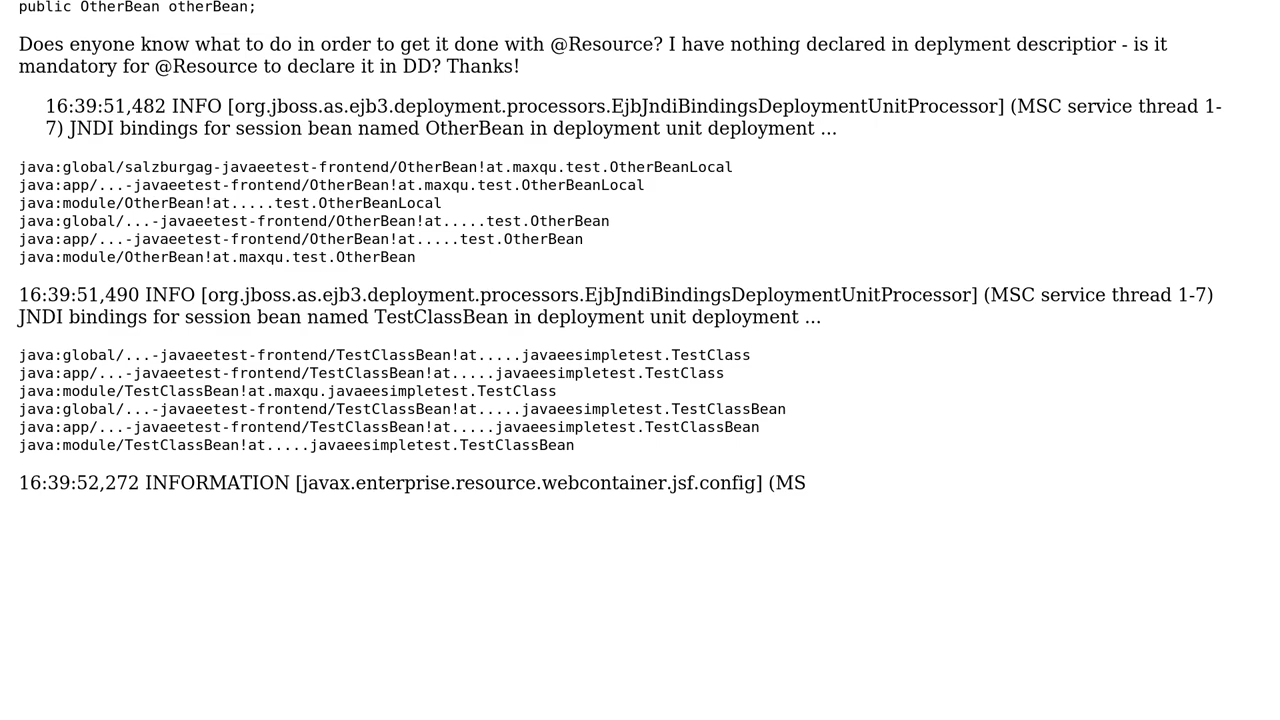 public OtherBean otherBean;
Does enyone know what to do in order to get it done with @Resource? I have nothing declared in deplyment descriptior - is it
mandatory for @Resource to declare it in DD? Thanks!
16:39:51,482 INFO [org.jboss.as.ejb3.deployment.processors.EjbJndiBindingsDeploymentUnitProcessor] (MSC service thread 1-
7) JNDI bindings for session bean named OtherBean in deployment unit deployment ...
java:global/salzburgag-javaeetest-frontend/OtherBean!at.maxqu.test.OtherBeanLocal
java:app/...-javaeetest-frontend/OtherBean!at.maxqu.test.OtherBeanLocal
java:module/OtherBean!at.....test.OtherBeanLocal
java:global/...-javaeetest-frontend/OtherBean!at.....test.OtherBean
java:app/...-javaeetest-frontend/OtherBean!at.....test.OtherBean
java:module/OtherBean!at.maxqu.test.OtherBean
16:39:51,490 INFO [org.jboss.as.ejb3.deployment.processors.EjbJndiBindingsDeploymentUnitProcessor] (MSC service thread 1-7)
JNDI bindings for session bean named TestClassBean in deployment unit deployment ...
java:global/...-javaeetest-frontend/TestClassBean!at.....javaeesimpletest.TestClass
java:app/...-javaeetest-frontend/TestClassBean!at.....javaeesimpletest.TestClass
java:module/TestClassBean!at.maxqu.javaeesimpletest.TestClass
java:global/...-javaeetest-frontend/TestClassBean!at.....javaeesimpletest.TestClassBean
java:app/...-javaeetest-frontend/TestClassBean!at.....javaeesimpletest.TestClassBean
java:module/TestClassBean!at.....javaeesimpletest.TestClassBean
16:39:52,272 INFORMATION [javax.enterprise.resource.webcontainer.jsf.config] (MS